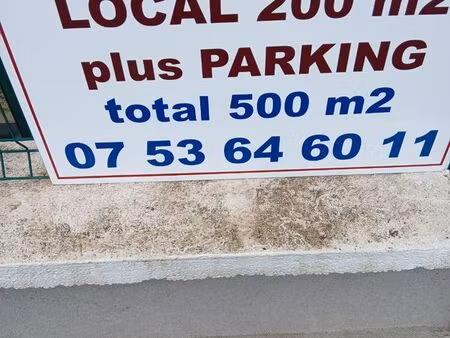 LOCAL 200 m2
plus PARKING
total 500 m2
07 53 64 60 11